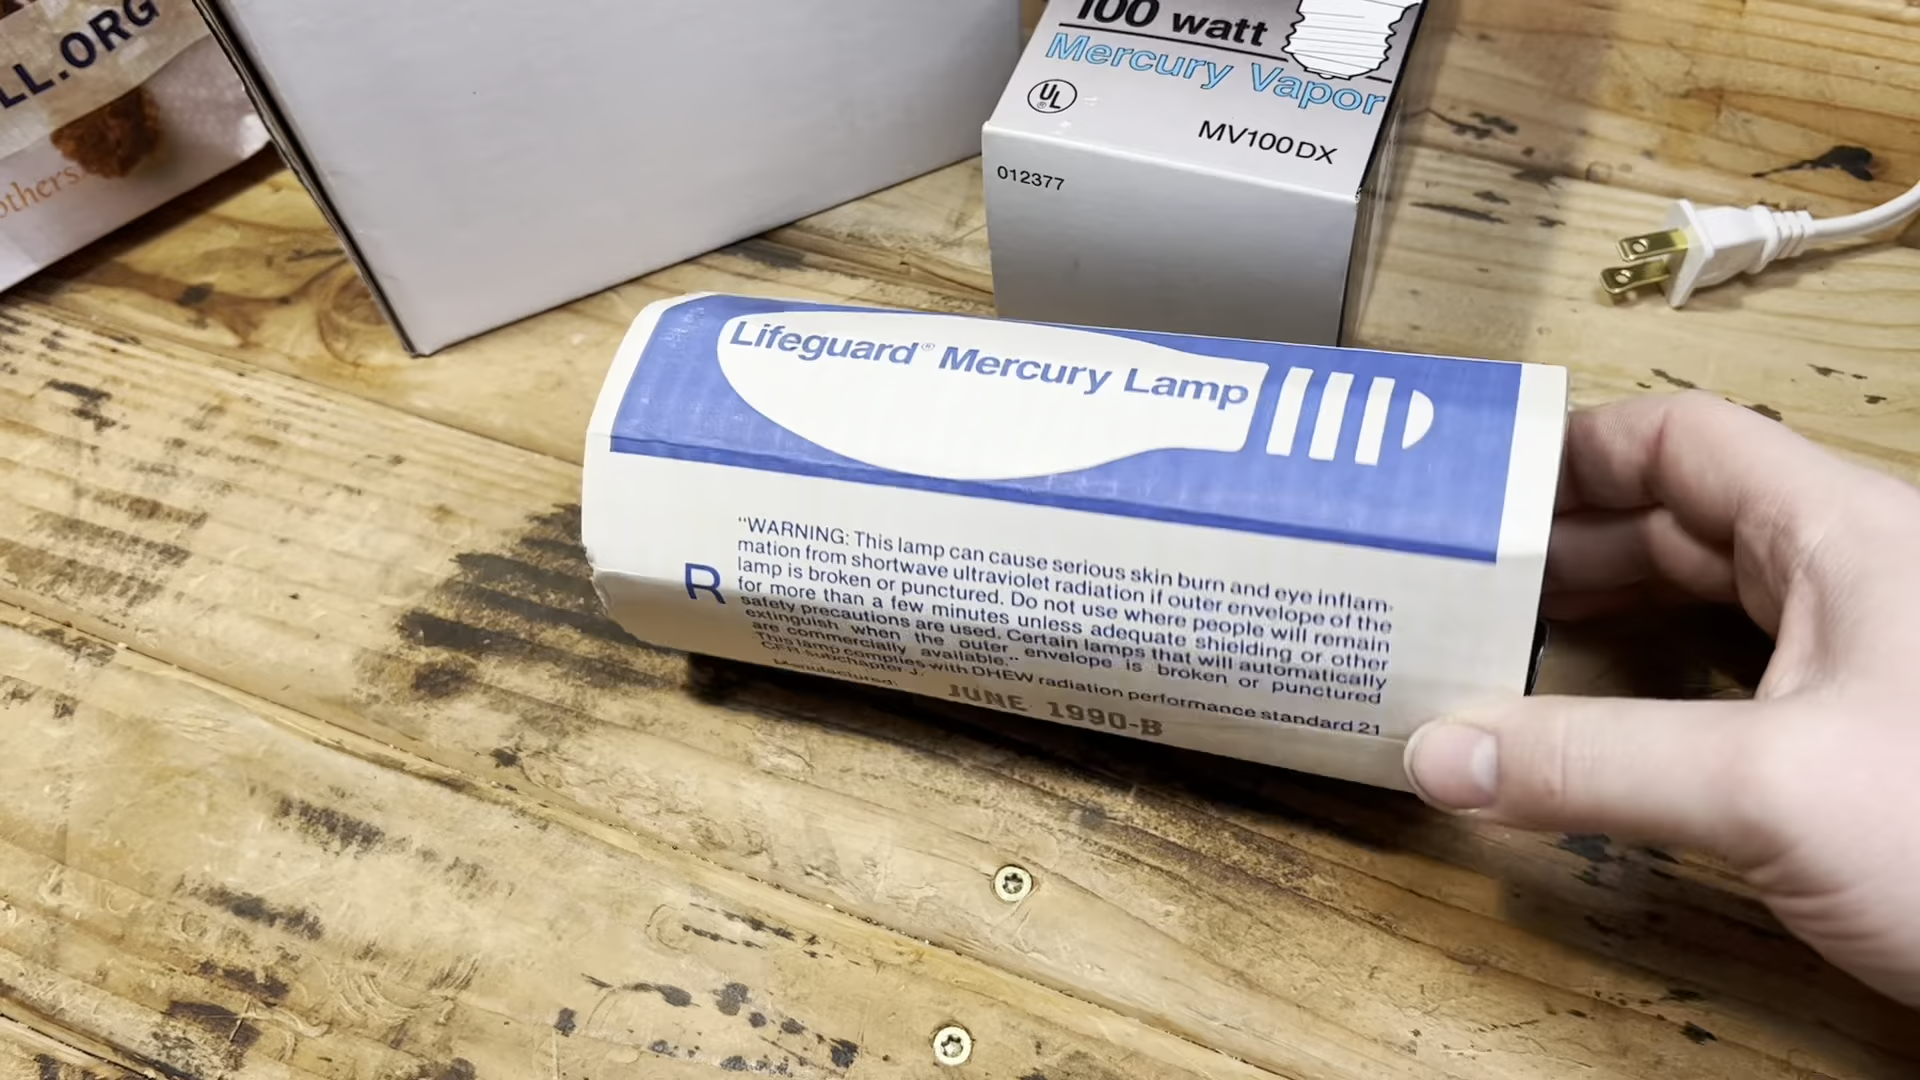 LL.ORG
others.
100 watt
Mercury Vapor
UL
®
MV100DX
012377
Lifeguard® Mercury Lamp
R
"WARNING: This lamp can cause serious skin burn and eye inflam-
mation from shortwave ultraviolet radiation if outer envelope of the
lamp is broken or punctured. Do not use where people will remain
for more than a few minutes unless adequate shielding or other
safety precautions are used. Certain lamps that will automatically
extinguish when the outer envelope is broken or punctured
are commercially available."
This lamp complies with DHEW radiation performance standard 21
CFR subchapter J.
Manufactured:
JUNE 1990-B